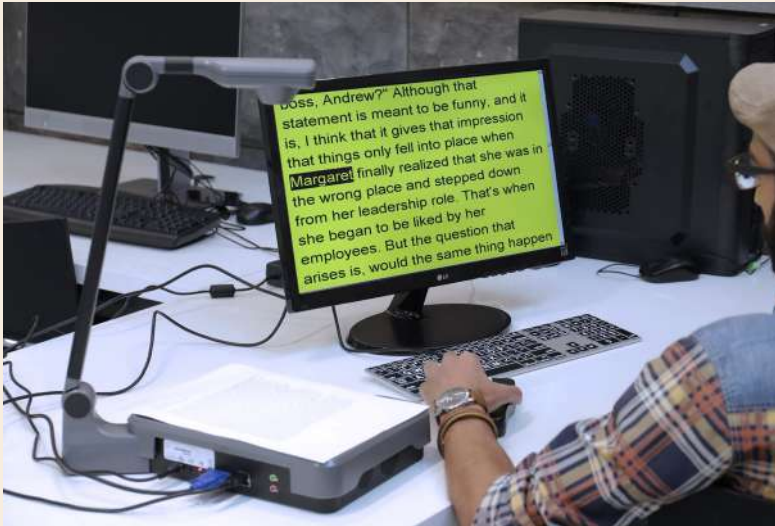 boss, Andrew?" Although that
statement is meant to be funny, and it
is, I think that it gives that impression
that things only fell into place when
Margaret finally realized that she was in
the wrong place and stepped down
from her leadership role. That's when
she began to be liked by her
employees. But the question that
arises is, would the same thing happen
LG